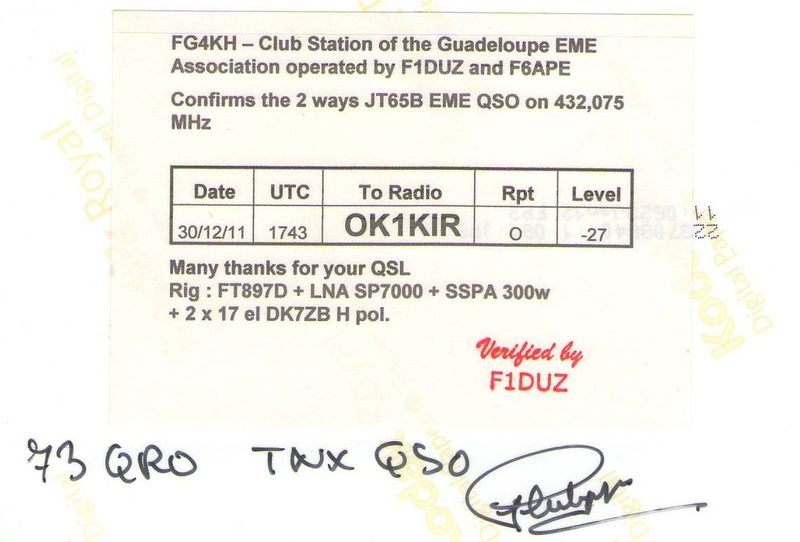 FG4KH – Club Station of the Guadeloupe EME
Association operated by F1DUZ and F6APE
Confirms the 2 ways JT65B EME QSO on 432,075
MHz
Date UTC To Radio Rpt Level
30/12/11 1743 OK1KIR O -27
Many thanks for your QSL
Rig : FT897D + LNA SP7000 + SSPA 300w
+ 2 x 17 el DK7ZB H pol.
Verified by
F1DUZ
73 QRO TNX QSO